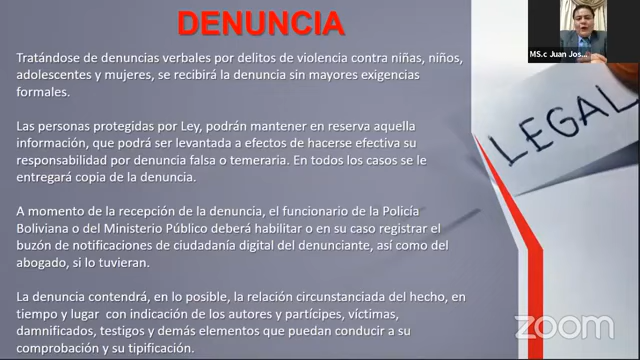 DENUNCIA
MS.c Juan Jos...
Tratándose de denuncias verbales por delitos de violencia contra niñas, niños,
adolescentes y mujeres, se recibirá la denuncia sin mayores exigencias
formales.
Las personas protegidas por Ley, podrán mantener en reserva aquella
información, que podrá ser levantada a efectos de hacerse efectiva su
responsabilidad por denuncia falsa o temeraria. En todos los casos se le
entregará copia de la denuncia.
LEGAL
A momento de la recepción de la denuncia, el funcionario de la Policía
Boliviana o del Ministerio Público deberá habilitar o en su caso registrar el
buzón de notificaciones de ciudadanía digital del denunciante, así como del
abogado, si lo tuvieran.
La denuncia contendrá, en lo posible, la relación circunstanciada del hecho, en
tiempo y lugar con indicación de los autores y partícipes, víctimas,
damnificados, testigos y demás elementos que puedan conducir a su
comprobación y su tipificación.
zoom